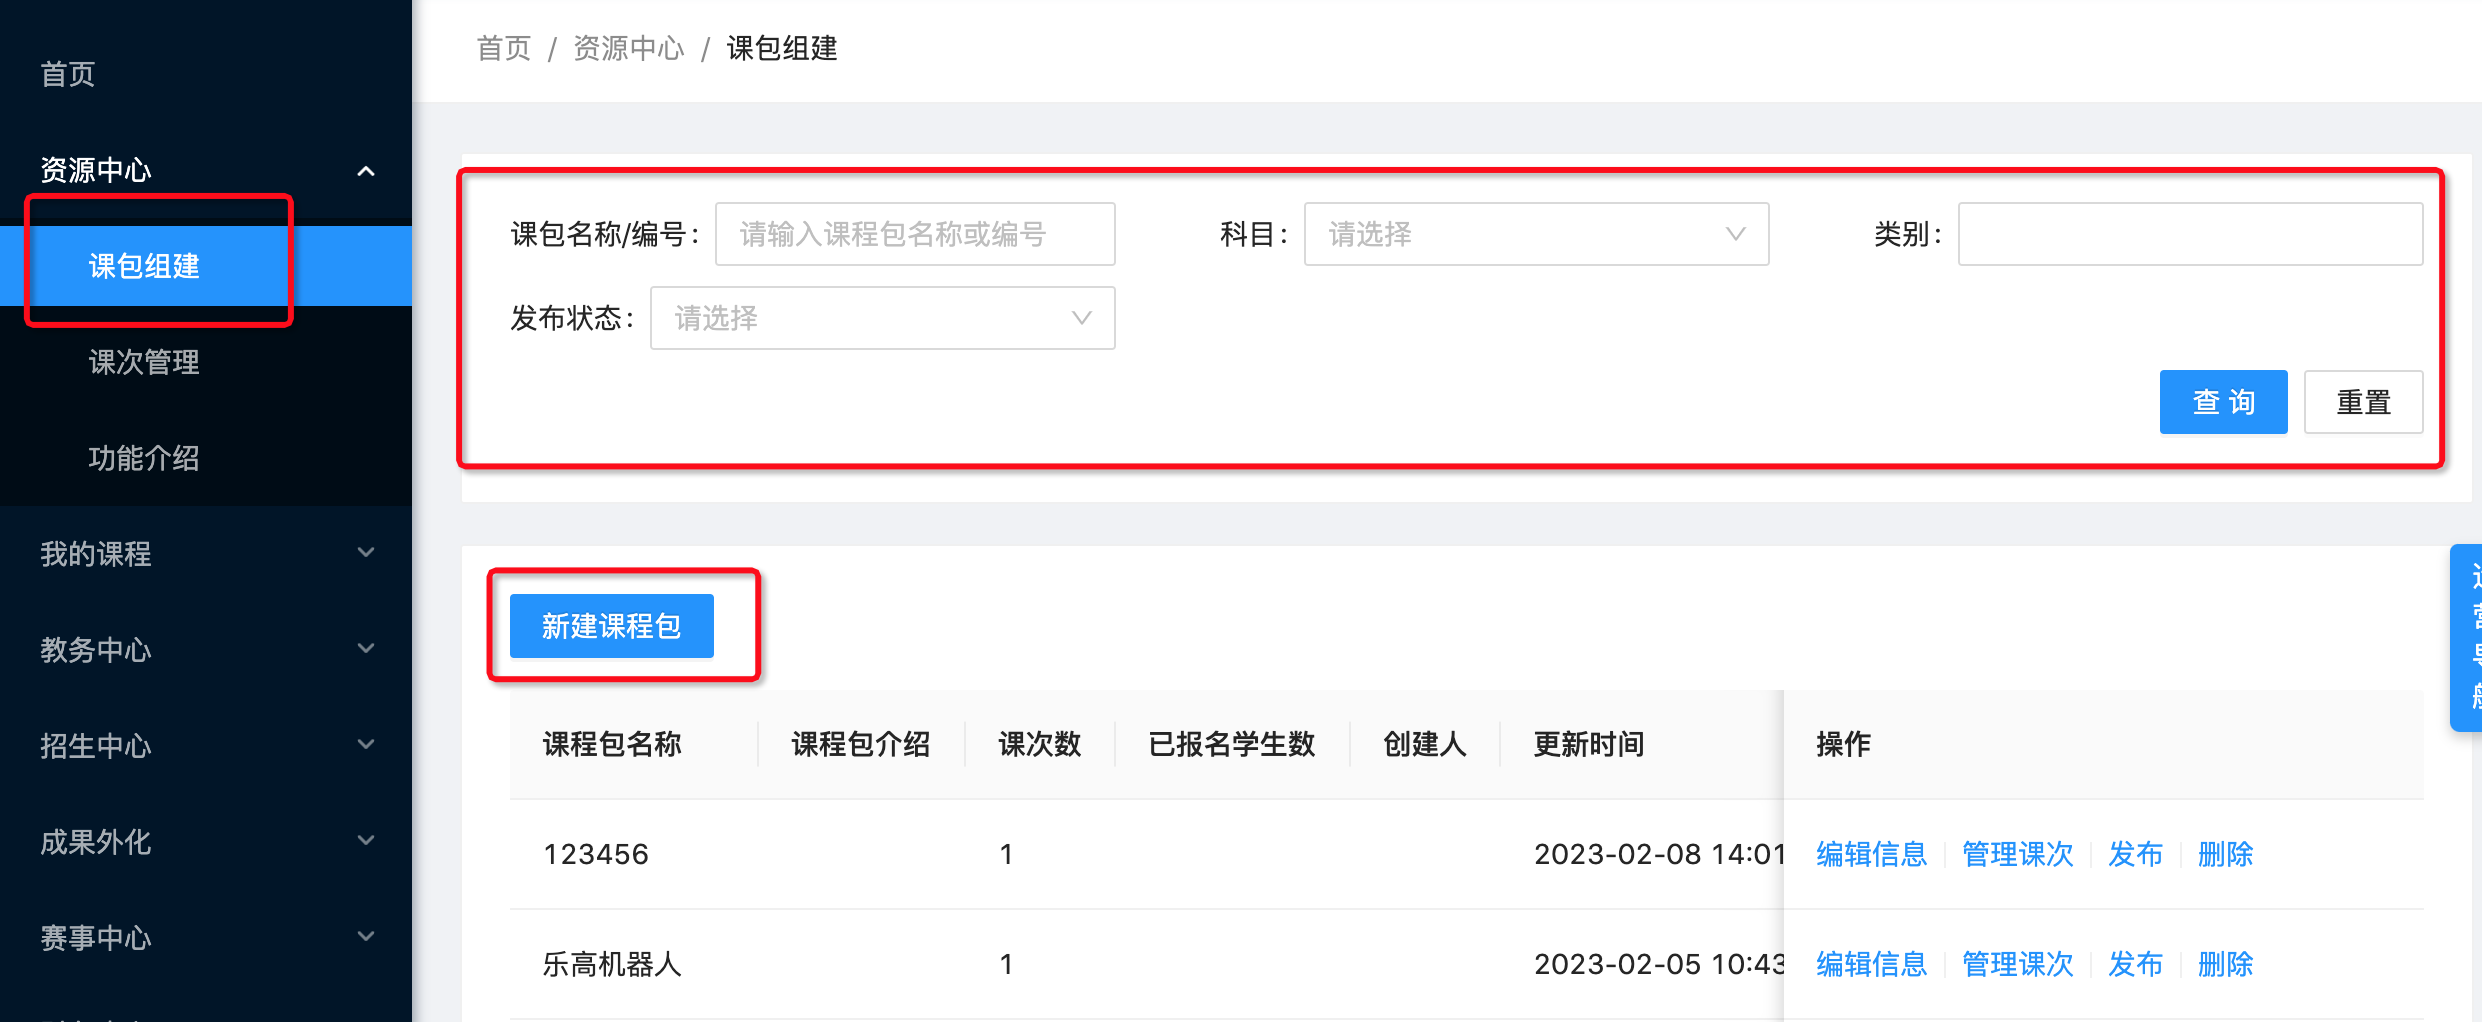 首页
资源中心
课包组建
课次管理
功能介绍
我的课程
教务中心
招生中心
成果外化
赛事中心
首页 / 资源中心 / 课包组建
课包名称/编号: 请输入课程包名称或编号 科目: 请选择 类别:
发布状态: 请选择
查 询 重置
新建课程包
课程包名称 课程包介绍 课次数 已报名学生数 创建人 更新时间 操作
123456 1 2023-02-08 14:01 编辑信息 管理课次 发布 删除
乐高机器人 1 2023-02-05 10:43 编辑信息 管理课次 发布 删除